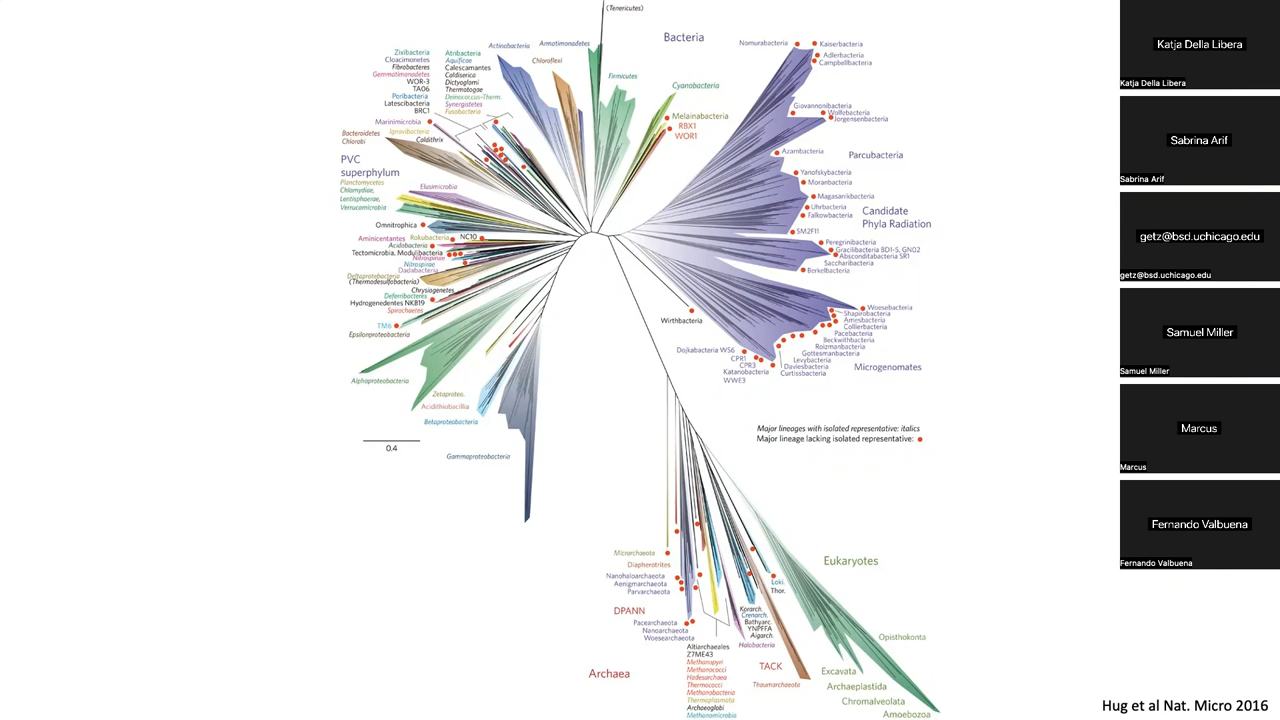 (Tenericutes)
Bacteria
Actinobacteria
Armatimonadetes
Zixibacteria
Cloacimonetes
Fibrobacteres
Gemmatimonadetes
WOR-3
TA06
Poribacteria
Latescibacteria
BRC1
Atribacteria
Aquificae
Calescamantes
Caldiserica
Dictyoglomi
Thermotogae
Deinococcus-Therm.
Synergistetes
Fusobacteria
Chloroflexi
Firmicutes
Cyanobacteria
Melainabacteria
RBX1
WOR1
Marinimicrobia
Bacteroidetes
Chlorobi
Ignavibacteria
Caldithrix
PVC
superphylum
Planctomycetes
Chlamydiae,
Lentisphaerae,
Verrucomicrobia
Elusimicrobia
Omnitrophica
Aminicentantes
Rokubacteria
NC10
Acidobacteria
Tectomicrobia, Modulibacteria
Nitrospinae
Nitrospirae
Dadabacteria
Deltaproteobacteria
(Thermodesulfobacteria)
Chrysiogenetes
Deferribacteres
Hydrogenedentes NKB19
Spirochaetes
TM6
Epsilonproteobacteria
Alphaproteobacteria
Zetaproteo.
Acidithiobacillia
Betaproteobacteria
Gammaproteobacteria
0.4
Nomurabacteria
Kaiserbacteria
Adlerbacteria
Campbellbacteria
Giovannonibacteria
Wolfebacteria
Jorgensenbacteria
Azambacteria
Parcubacteria
Yanofskybacteria
Moranbacteria
Magasanikbacteria
Uhrbacteria
Falkowbacteria
Candidate
Phyla Radiation
SM2F11
Peregrinibacteria
Gracilibacteria BD1-5, GN02
Absconditabacteria SR1
Saccharibacteria
Berkelbacteria
Wirthbacteria
Woesebacteria
Shapirobacteria
Amesbacteria
Collierbacteria
Pacebacteria
Beckwithbacteria
Roizmanbacteria
Gottesmanbacteria
Levybacteria
Daviesbacteria
Curtissbacteria
Dojkabacteria WS6
CPR1
CPR3
Katanobacteria
WWE3
Microgenomates
Major lineages with isolated representative: italics
Major lineage lacking isolated representative:
Micrarchaeota
Diapherotrites
Nanohaloarchaeota
Aenigmarchaeota
Parvarchaeota
DPANN
Pacearchaeota
Nanoarchaeota
Woesearchaeota
Archaea
Altiarchaeales
Z7ME43
Methanopyri
Methanococci
Hadesarchaea
Thermococci
Methanobacteria
Thermoplasmata
Archaeoglobi
Methanomicrobia
Halobacteria
Korarch.
Crenarch.
Bathyarc.
YNPFFA
Aigarch.
TACK
Thaumarchaeota
Loki.
Thor.
Eukaryotes
Opisthokonta
Excavata
Archaeplastida
Chromalveolata
Amoebozoa
Hug et al Nat. Micro 2016
Katja Della Libera
Katja Della Libera
Sabrina Arif
Sabrina Arif
getz@bsd.uchicago.edu
getz@bsd.uchicago.edu
Samuel Miller
Samuel Miller
Marcus
Marcus
Fernando Valbuena
Fernando Valbuena